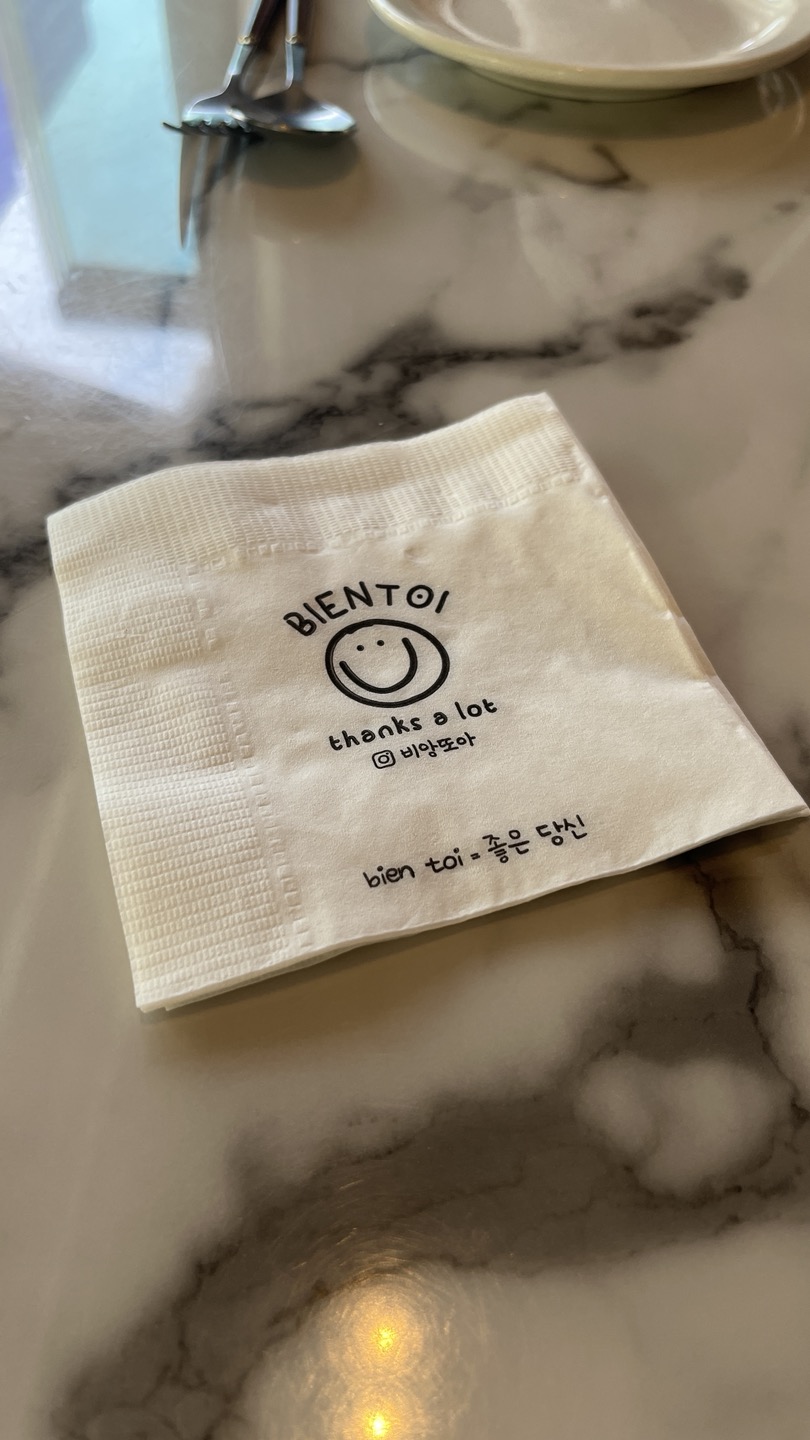 BIENTOI
thanks a lot
비앙또아
bien toi = 좋은 당신